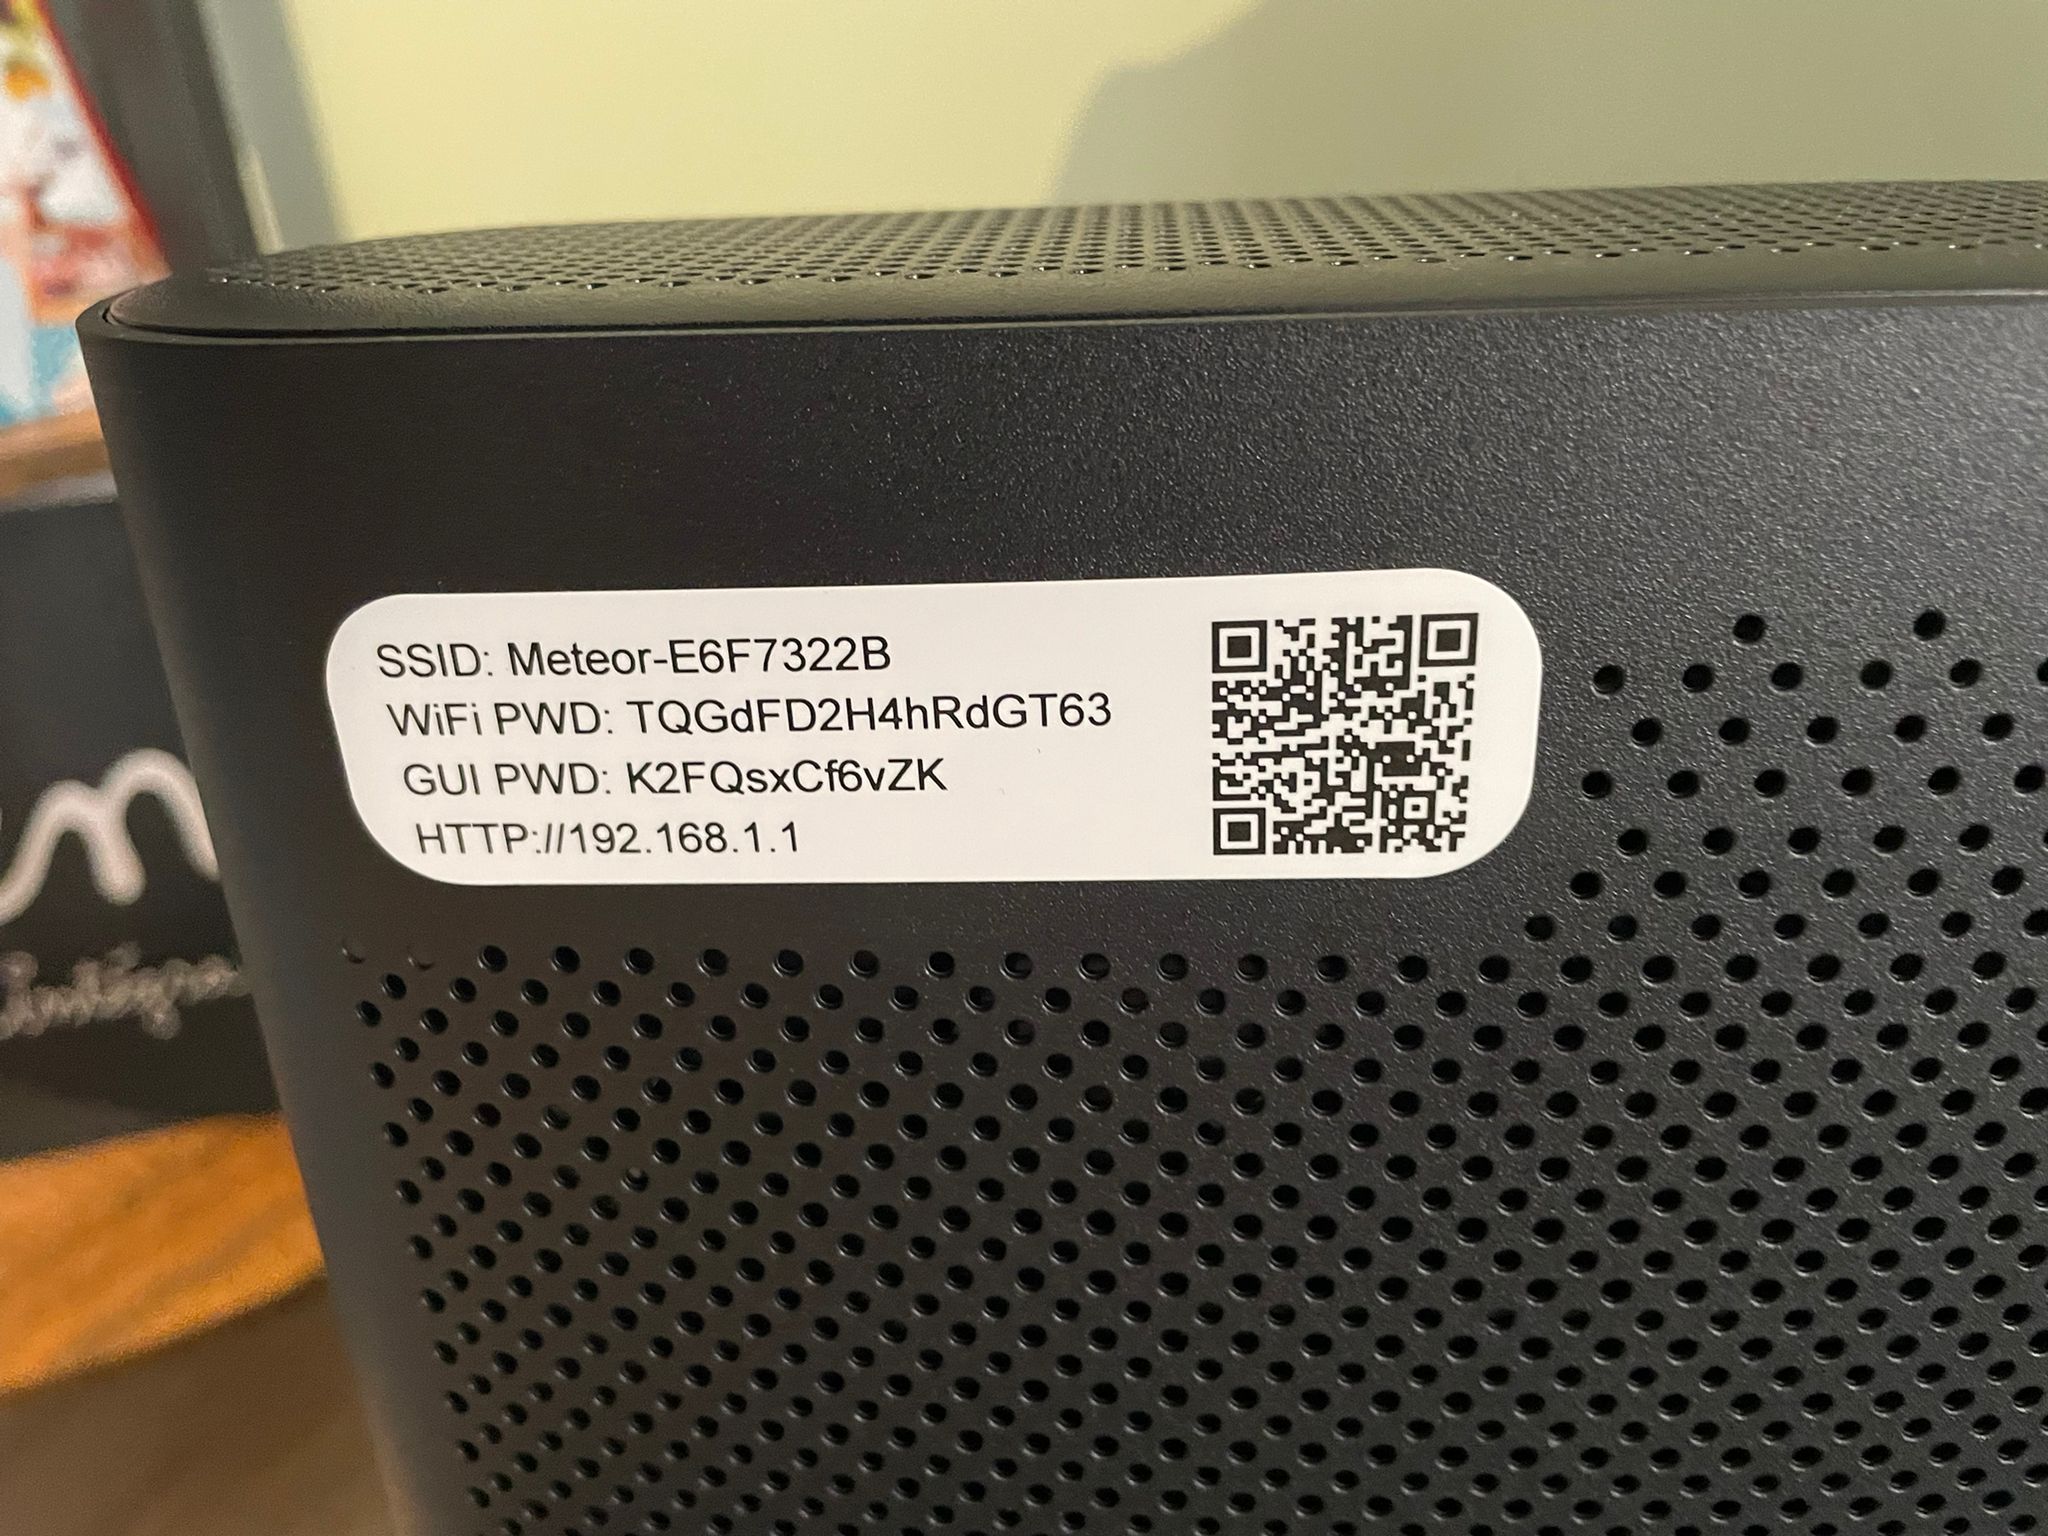 SSID: Meteor-E6F7322B
WiFi PWD: TQGdFD2H4hRdGT63
GUI PWD: K2FQsxCf6vZK
HTTP://192.168.1.1